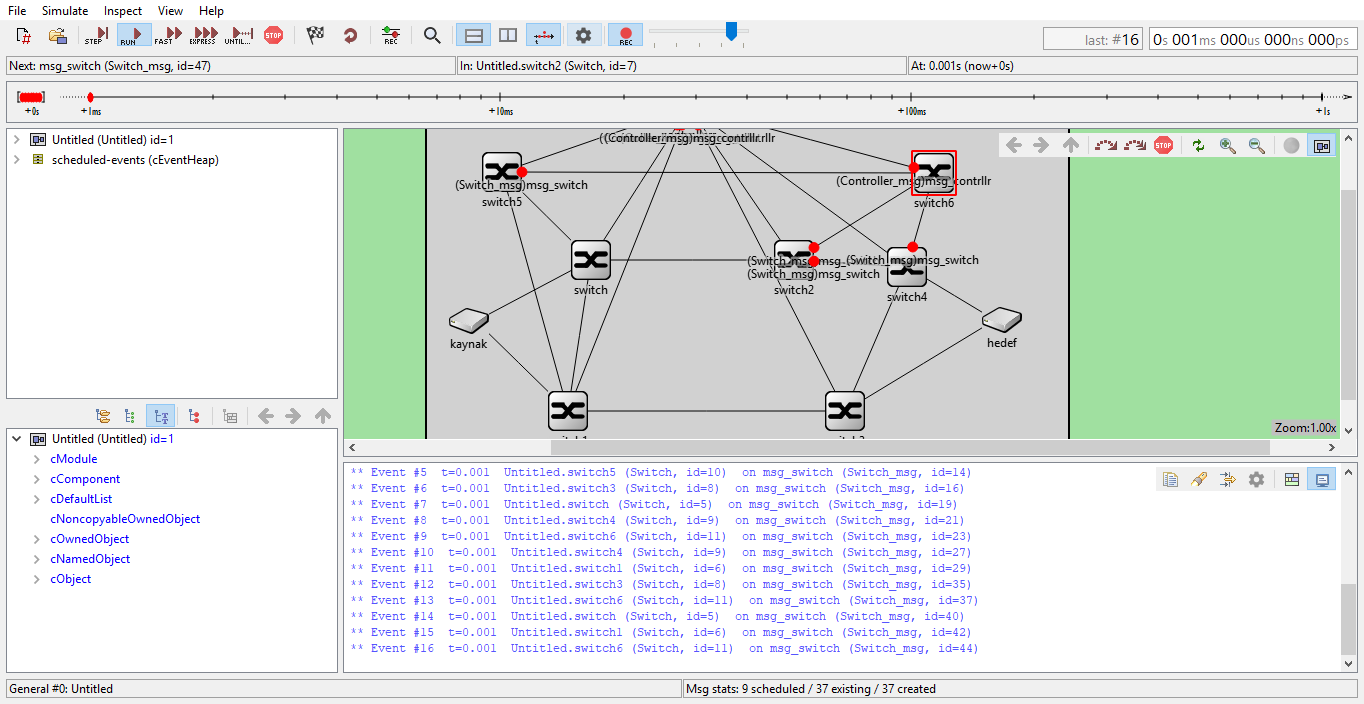 File Simulate Inspect View Help
STEP RUN FAST EXPRESS UNTIL... STOP REC REC
last: #16 0s 001ms 000us 000ns 000ps
Next: msg_switch (Switch_msg, id=47) In: Untitled.switch2 (Switch, id=7) At: 0.001s (now+0s)
+0s +1ms +10ms +100ms +1s
Untitled (Untitled) id=1
scheduled-events (cEventHeap)
STOP
(Switch_msg)msg_switch
switch5
(Controller_msg)msg_contrllr
switch6
switch
(Switch_msg)msg_switch
(Switch_msg)msg_switch
switch2
switch4
kaynak
hedef
Zoom:1.00x
Untitled (Untitled) id=1
cModule
cComponent
cDefaultList
cNoncopyableOwnedObject
cOwnedObject
cNamedObject
cObject
** Event #5 t=0.001 Untitled.switch5 (Switch, id=10) on msg_switch (Switch_msg, id=14)
** Event #6 t=0.001 Untitled.switch3 (Switch, id=8) on msg_switch (Switch_msg, id=16)
** Event #7 t=0.001 Untitled.switch (Switch, id=5) on msg_switch (Switch_msg, id=19)
** Event #8 t=0.001 Untitled.switch4 (Switch, id=9) on msg_switch (Switch_msg, id=21)
** Event #9 t=0.001 Untitled.switch6 (Switch, id=11) on msg_switch (Switch_msg, id=23)
** Event #10 t=0.001 Untitled.switch4 (Switch, id=9) on msg_switch (Switch_msg, id=27)
** Event #11 t=0.001 Untitled.switch1 (Switch, id=6) on msg_switch (Switch_msg, id=29)
** Event #12 t=0.001 Untitled.switch3 (Switch, id=8) on msg_switch (Switch_msg, id=35)
** Event #13 t=0.001 Untitled.switch6 (Switch, id=11) on msg_switch (Switch_msg, id=37)
** Event #14 t=0.001 Untitled.switch (Switch, id=5) on msg_switch (Switch_msg, id=40)
** Event #15 t=0.001 Untitled.switch1 (Switch, id=6) on msg_switch (Switch_msg, id=42)
** Event #16 t=0.001 Untitled.switch6 (Switch, id=11) on msg_switch (Switch_msg, id=44)
General #0: Untitled Msg stats: 9 scheduled / 37 existing / 37 created